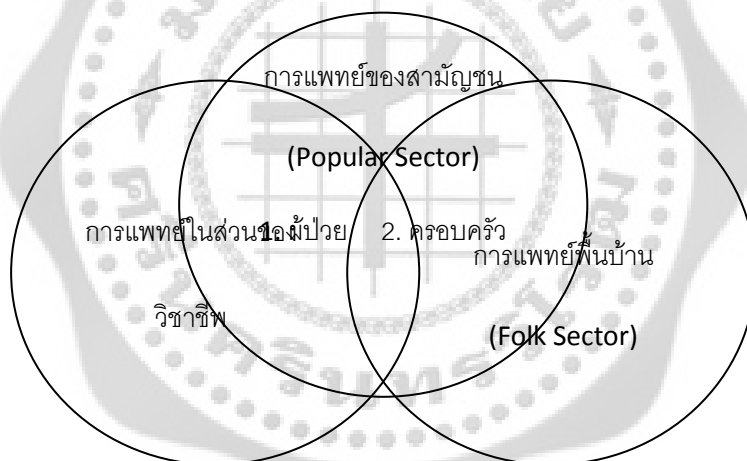 การแพทย์ของสามัญชน
(Popular Sector)
การแพทย์ในส่วนของ
1. ผู้ป่วย
2. ครอบครัว
การแพทย์พื้นบ้าน
วิชาชีพ
(Folk Sector)